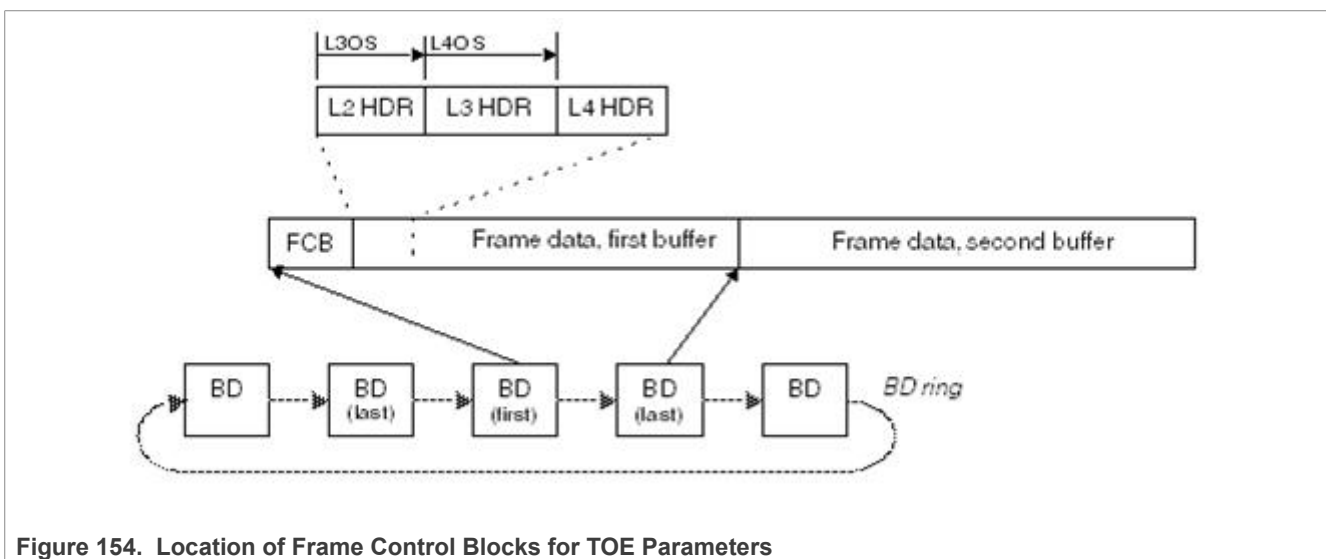 L3OS L4OS
L2 HDR L3 HDR L4 HDR
FCB Frame data, first buffer Frame data, second buffer
BD BD BD BD BD BD ring
(last) (first) (last)
Figure 154. Location of Frame Control Blocks for TOE Parameters